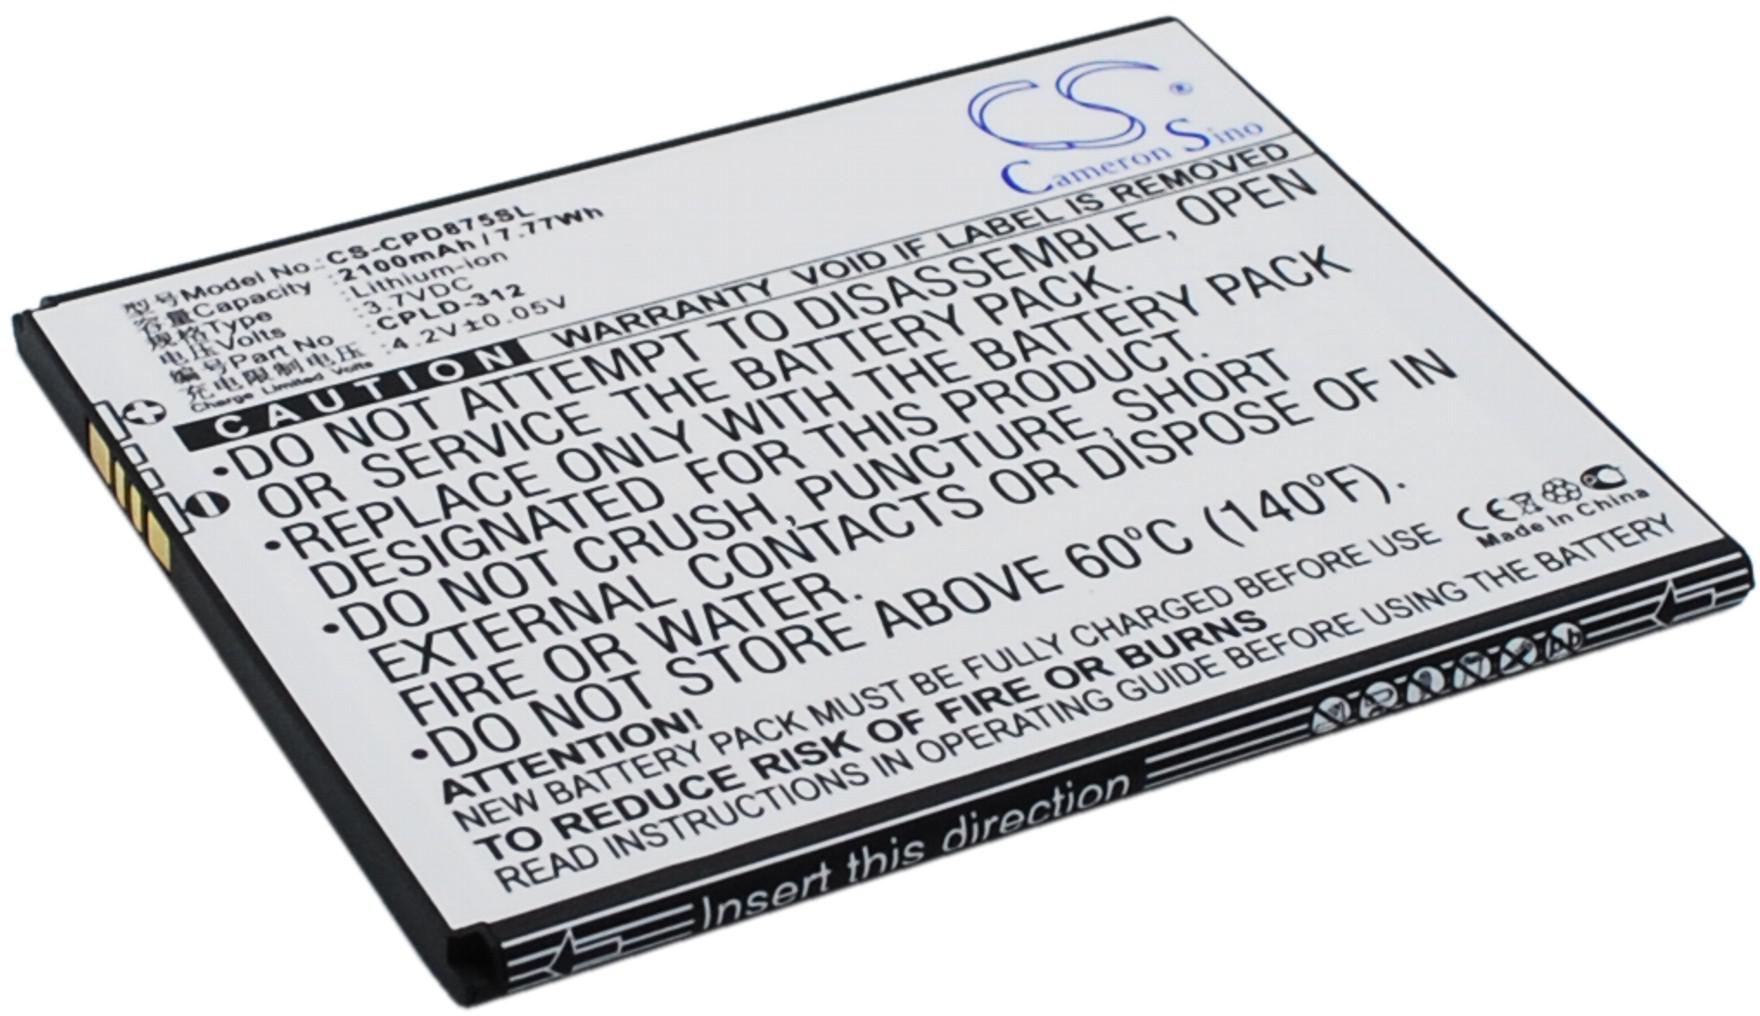 CS®
Cameron Sino
型号Model No.:CS-CPD875SL
容量Capacity :2100mAh / 7.77Wh
规格Type :Lithium-ion
电压Volts :3.7VDC
编号Part No :CPLD-312
充电限制电压 :4.2V±0.05V
Charge Limited Volts
CAUTION WARRANTY VOID IF LABEL IS REMOVED
•DO NOT ATTEMPT TO DISASSEMBLE, OPEN
OR SERVICE THE BATTERY PACK.
•REPLACE ONLY WITH THE BATTERY PACK
DESIGNATED FOR THIS PRODUCT.
•DO NOT CRUSH, PUNCTURE, SHORT
EXTERNAL CONTACTS OR DISPOSE OF IN
FIRE OR WATER.
•DO NOT STORE ABOVE 60°C (140°F).
ATTENTION!
NEW BATTERY PACK MUST BE FULLY CHARGED BEFORE USE
TO REDUCE RISK OF FIRE OR BURNS
READ INSTRUCTIONS IN OPERATING GUIDE BEFORE USING THE BATTERY
CE
Made in China
Insert this direction